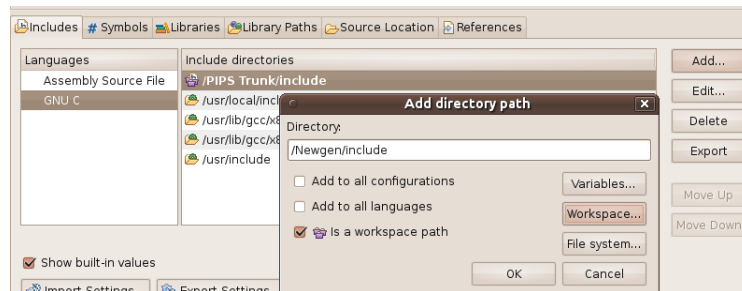 Includes # Symbols Libraries Library Paths Source Location References
Languages
Assembly Source File
GNU C
Include directories
/PIPS Trunk/include
/usr/local/incl
/usr/lib/gcc/x8
/usr/lib/gcc/x8
/usr/include
Add...
Edit...
Delete
Export
Move Up
Move Down
Add directory path
Directory:
/Newgen/include
Add to all configurations
Add to all languages
Is a workspace path
Variables...
Workspace...
File system...
OK Cancel
Show built-in values
Import Settings... Export Settings...